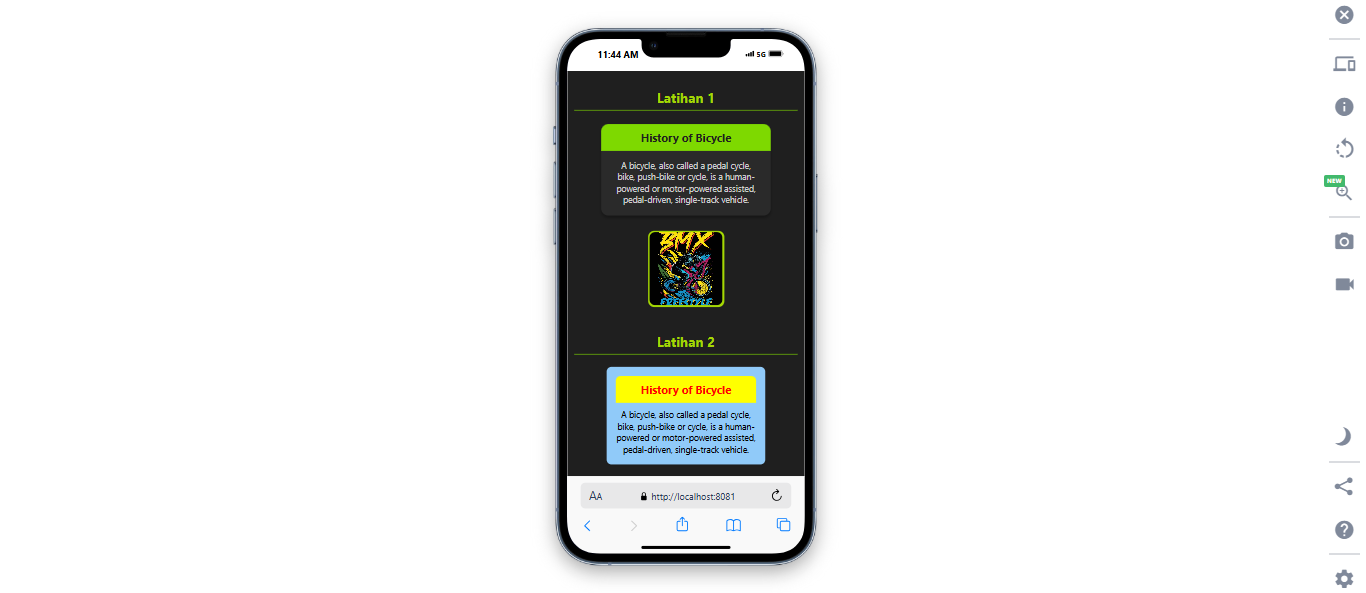 11:44 AM
5G
Latihan 1
History of Bicycle
A bicycle, also called a pedal cycle,
bike, push-bike or cycle, is a human-
powered or motor-powered assisted,
pedal-driven, single-track vehicle.
BMX
FREESTYLE
Latihan 2
History of Bicycle
A bicycle, also called a pedal cycle,
bike, push-bike or cycle, is a human-
powered or motor-powered assisted,
pedal-driven, single-track vehicle.
AA
http://localhost:8081
NEW